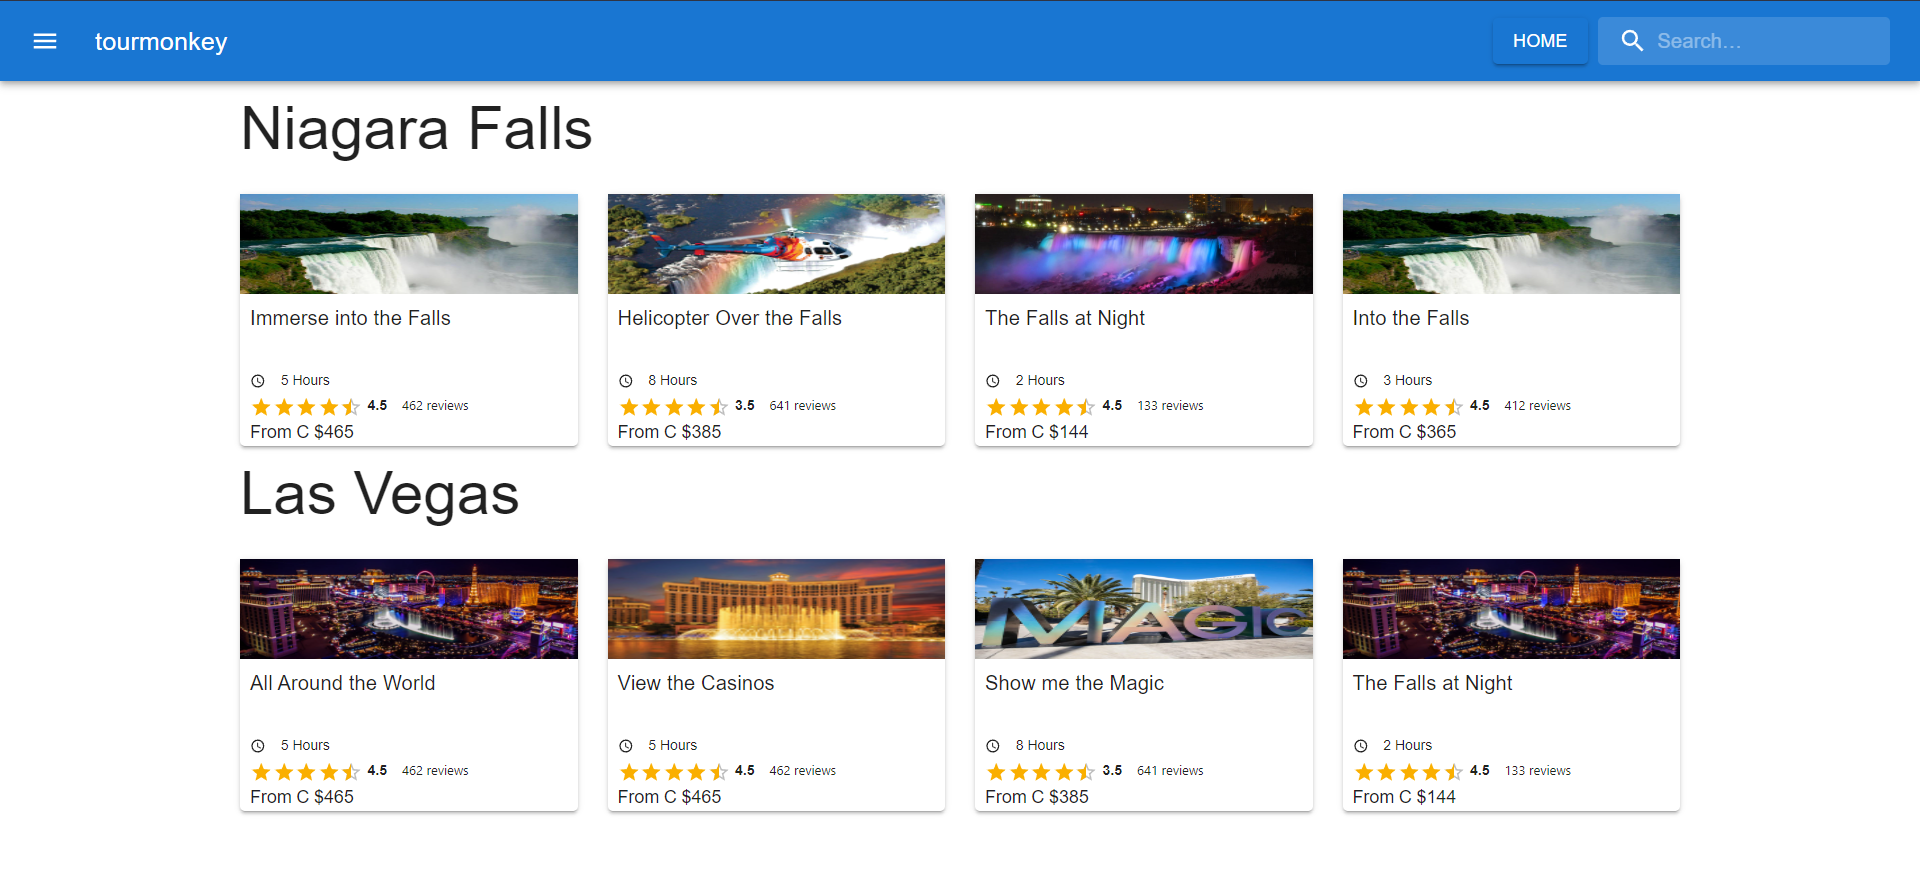 tourmonkey HOME Search...
Niagara Falls
Immerse into the Falls Helicopter Over the Falls The Falls at Night Into the Falls
5 Hours 8 Hours 2 Hours 3 Hours
4.5 462 reviews 3.5 641 reviews 4.5 133 reviews 4.5 412 reviews
From C $465 From C $385 From C $144 From C $365
Las Vegas
MAGIC
All Around the World View the Casinos Show me the Magic The Falls at Night
5 Hours 5 Hours 8 Hours 2 Hours
4.5 462 reviews 4.5 462 reviews 3.5 641 reviews 4.5 133 reviews
From C $465 From C $465 From C $385 From C $144